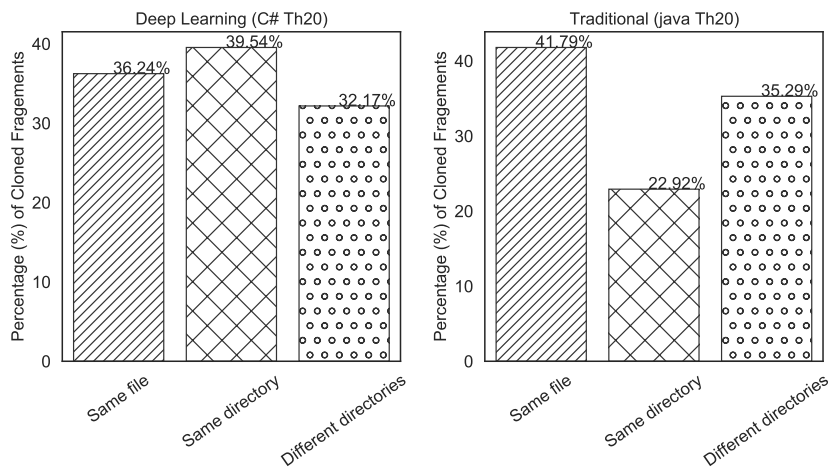 Deep Learning (C# Th20)
Percentage (%) of Cloned Fragements
40
30
20
10
0
36.24%
39.54%
32.17%
Same file
Same directory
Different directories
Traditional (java Th20)
Percentage (%) of Cloned Fragements
40
30
20
10
0
41.79%
22.92%
35.29%
Same file
Same directory
Different directories